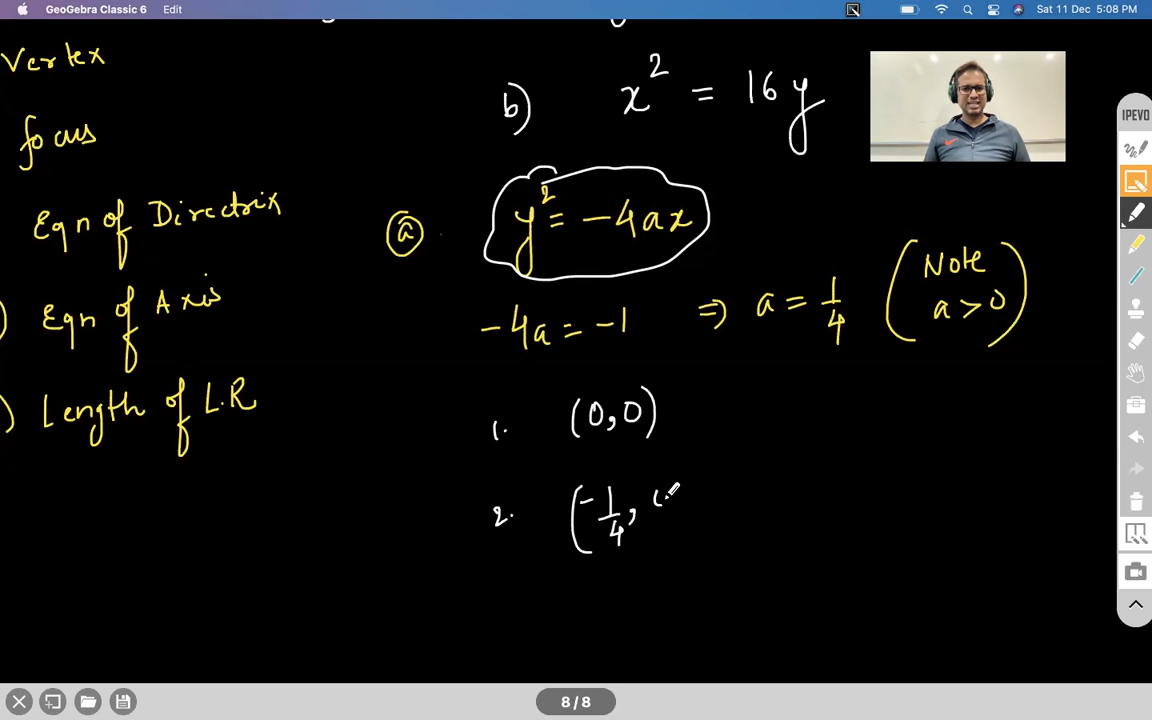 GeoGebra Classic 6 Edit Sat 11 Dec 5:08 PM
Vertex
focus
Eqn of Directrix
) Eqn of Axis
) Length of L.R
b) x² = 16y
IPEVO
ⓐ y² = -4ax
-4a = -1 ⇒ a = 1/4 (Note a > 0)
1. (0,0)
2. (-1/4,
8 / 8